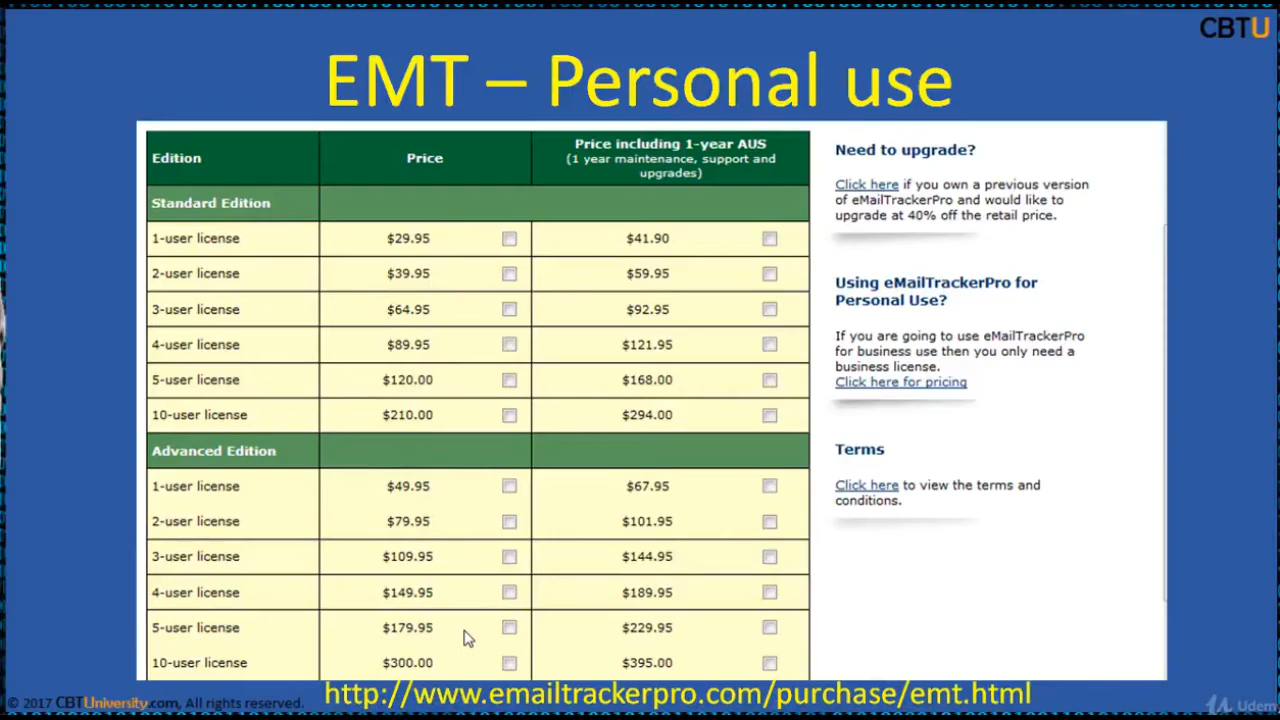 CBTU
EMT – Personal use
Edition Price Price including 1-year AUS
(1 year maintenance, support and
upgrades)
Standard Edition
1-user license $29.95 $41.90
2-user license $39.95 $59.95
3-user license $64.95 $92.95
4-user license $89.95 $121.95
5-user license $120.00 $168.00
10-user license $210.00 $294.00
Advanced Edition
1-user license $49.95 $67.95
2-user license $79.95 $101.95
3-user license $109.95 $144.95
4-user license $149.95 $189.95
5-user license $179.95 $229.95
10-user license $300.00 $395.00
Need to upgrade?
Click here if you own a previous version
of eMailTrackerPro and would like to
upgrade at 40% off the retail price.
Using eMailTrackerPro for
Personal Use?
If you are going to use eMailTrackerPro
for business use then you only need a
business license.
Click here for pricing
Terms
Click here to view the terms and
conditions.
http://www.emailtrackerpro.com/purchase/emt.html
© 2017 CBTUniversity.com, All rights reserved.
Udem